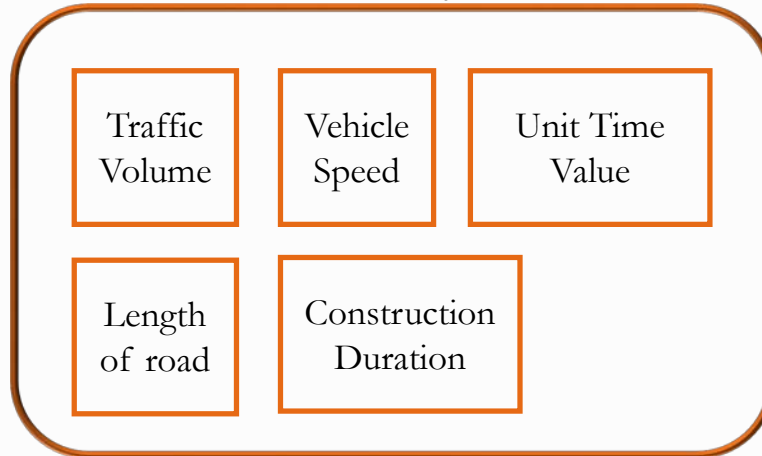 Traffic
Volume
Vehicle
Speed
Unit Time
Value
Length
of road
Construction
Duration